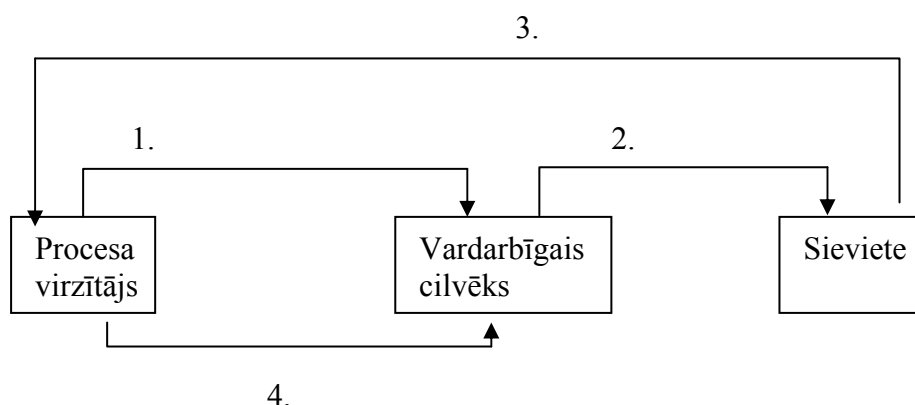 3.
1.
2.
Procesa
virzītājs
Vardarbīgais
cilvēks
Sieviete
4.